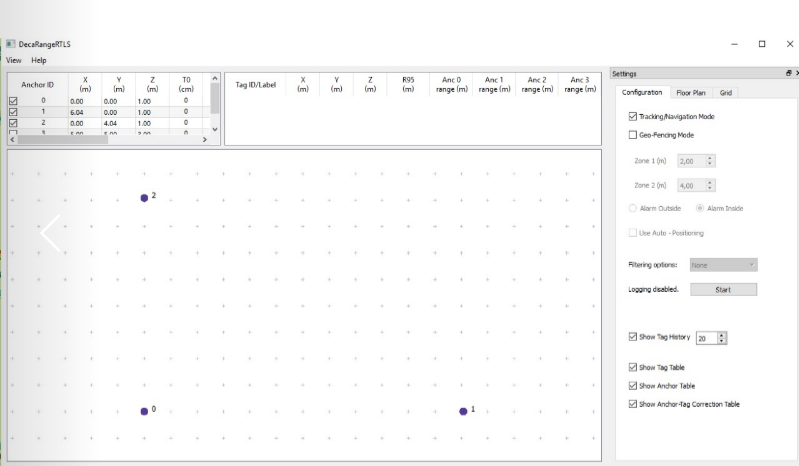 DecaRangeRTLS
View Help
Anchor ID X (m) Y (m) Z (m) T0 (cm)
0 0.00 0.00 1.00 0
1 6.04 0.00 1.00 0
2 0.00 4.04 1.00 0
Tag ID/Label X (m) Y (m) Z (m) R95 (m) Anc 0 range (m) Anc 1 range (m) Anc 2 range (m) Anc 3 range (m)
2
0
1
Settings
Configuration Floor Plan Grid
Tracking/Navigation Mode
Geo-Fencing Mode
Zone 1 (m) 2,00
Zone 2 (m) 4,00
Alarm Outside Alarm Inside
Use Auto - Positioning
Filtering options: None
Logging disabled. Start
Show Tag History 20
Show Tag Table
Show Anchor Table
Show Anchor-Tag Correction Table